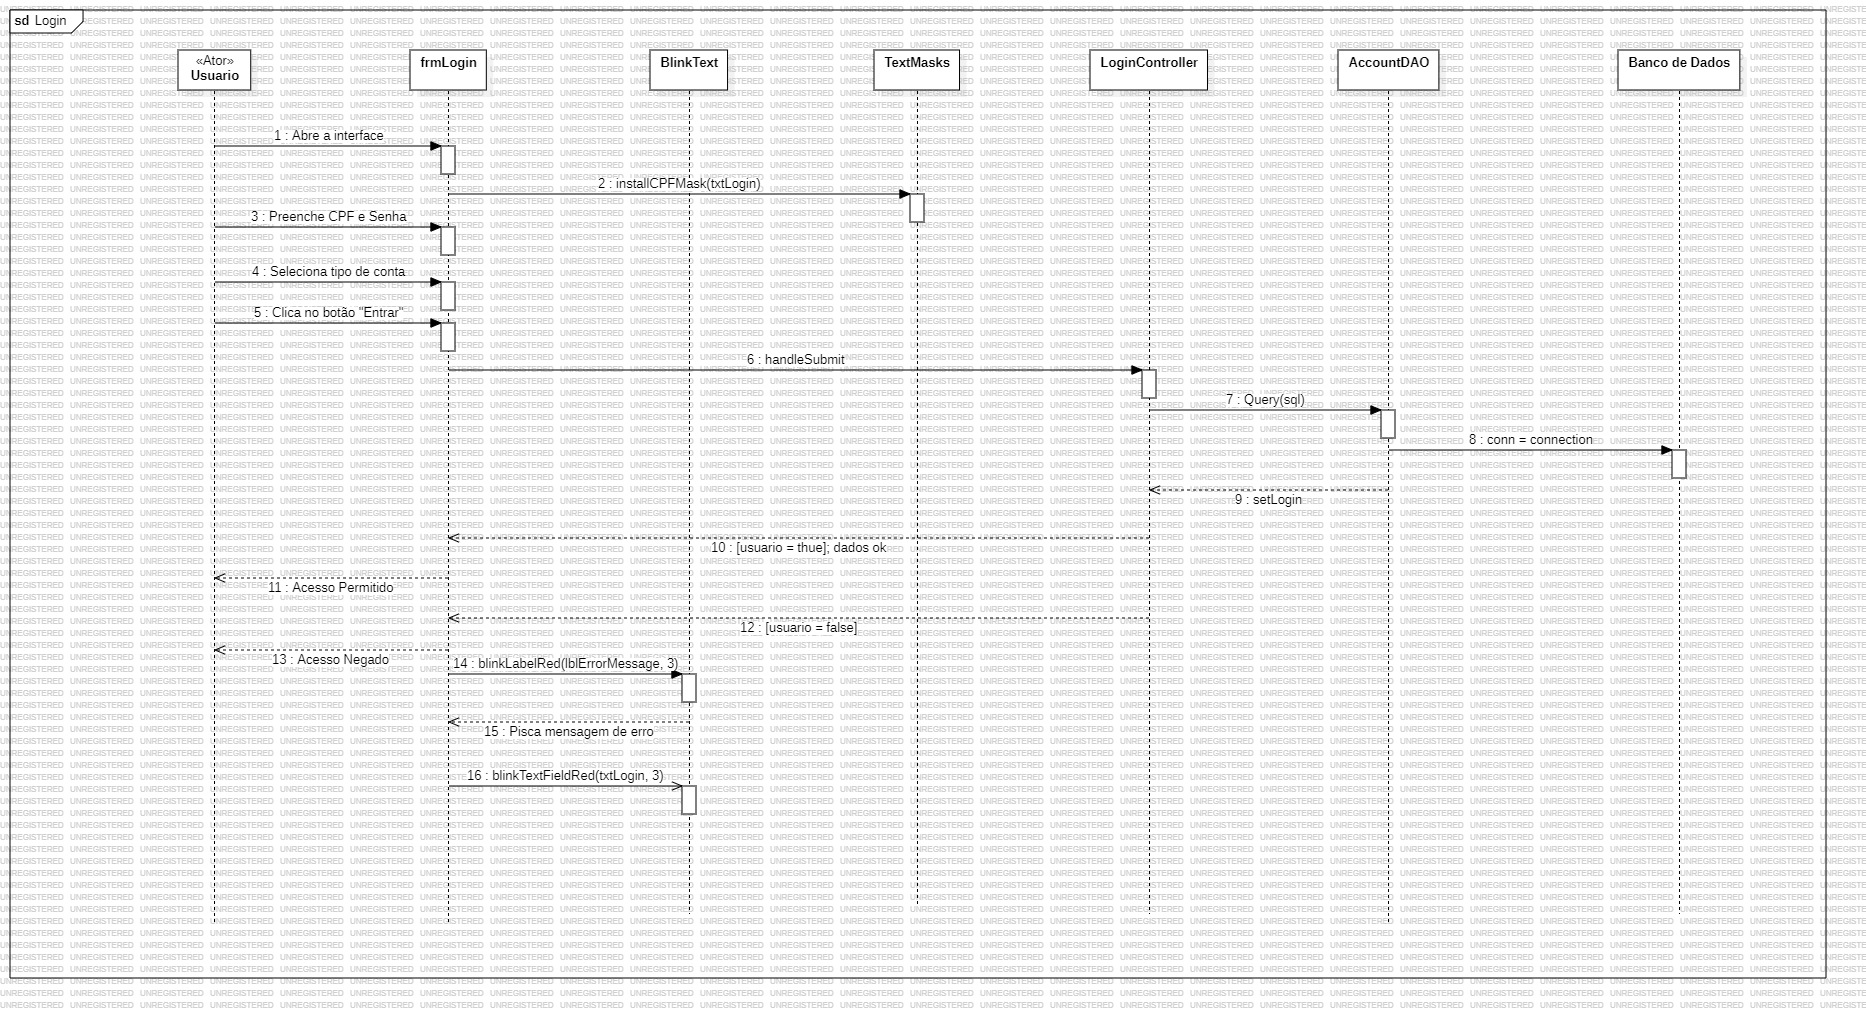 sd Login
«Ator»
Usuario
frmLogin
BlinkText
TextMasks
LoginController
AccountDAO
Banco de Dados
1 : Abre a interface
2 : installCPFMask(txtLogin)
3 : Preenche CPF e Senha
4 : Seleciona tipo de conta
5 : Clica no botão "Entrar"
6 : handleSubmit
7 : Query(sql)
8 : conn = connection
9 : setLogin
10 : [usuario = thue]; dados ok
11 : Acesso Permitido
12 : [usuario = false]
13 : Acesso Negado
14 : blinkLabelRed(lblErrorMessage, 3)
15 : Pisca mensagem de erro
16 : blinkTextFieldRed(txtLogin, 3)
UNREGISTERED